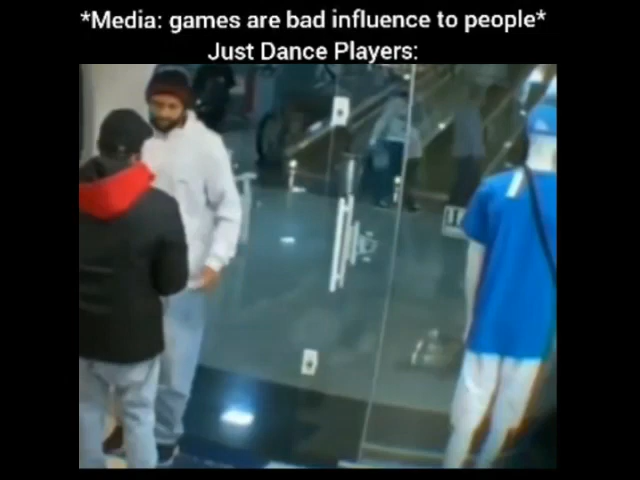 *Media: games are bad influence to people*
Just Dance Players: